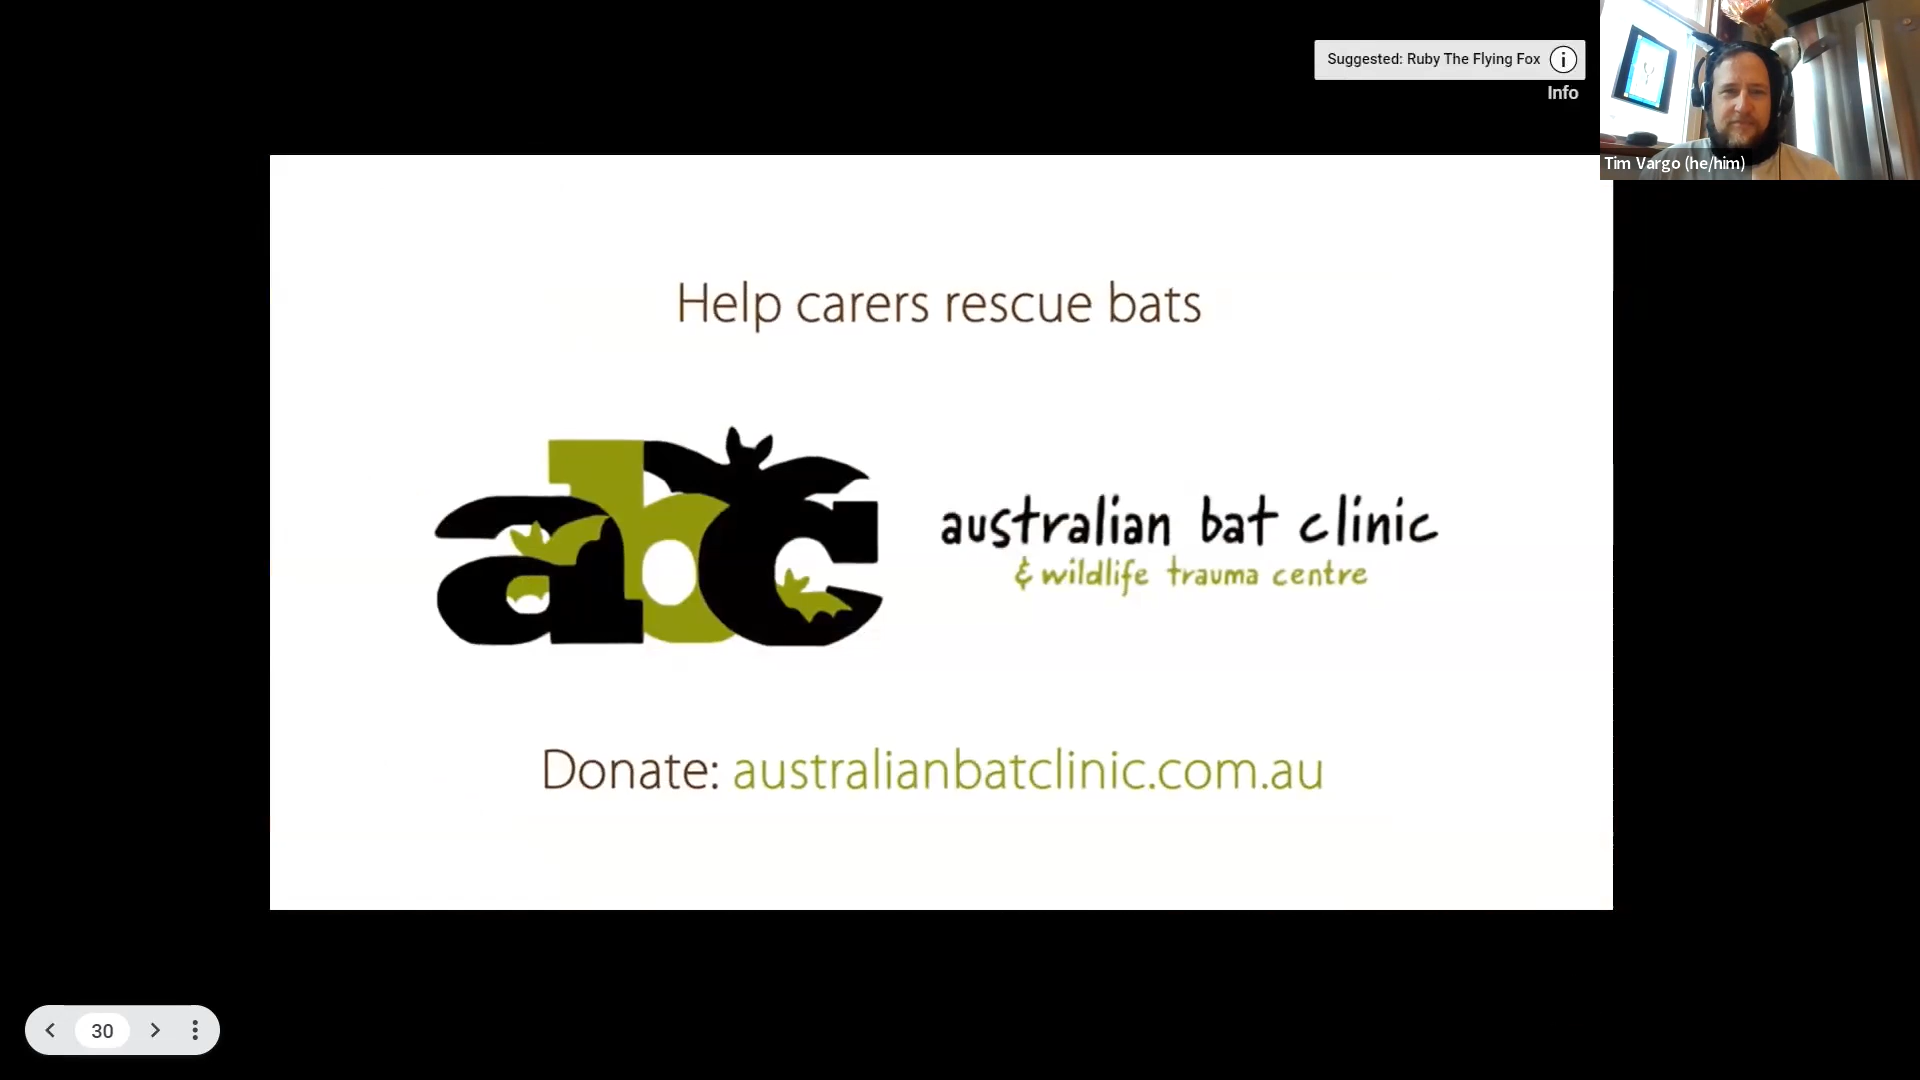 Suggested: Ruby The Flying Fox
Info
Tim Vargo (he/him)
Help carers rescue bats
abc
australian bat clinic
& wildlife trauma centre
Donate: australianbatclinic.com.au
30